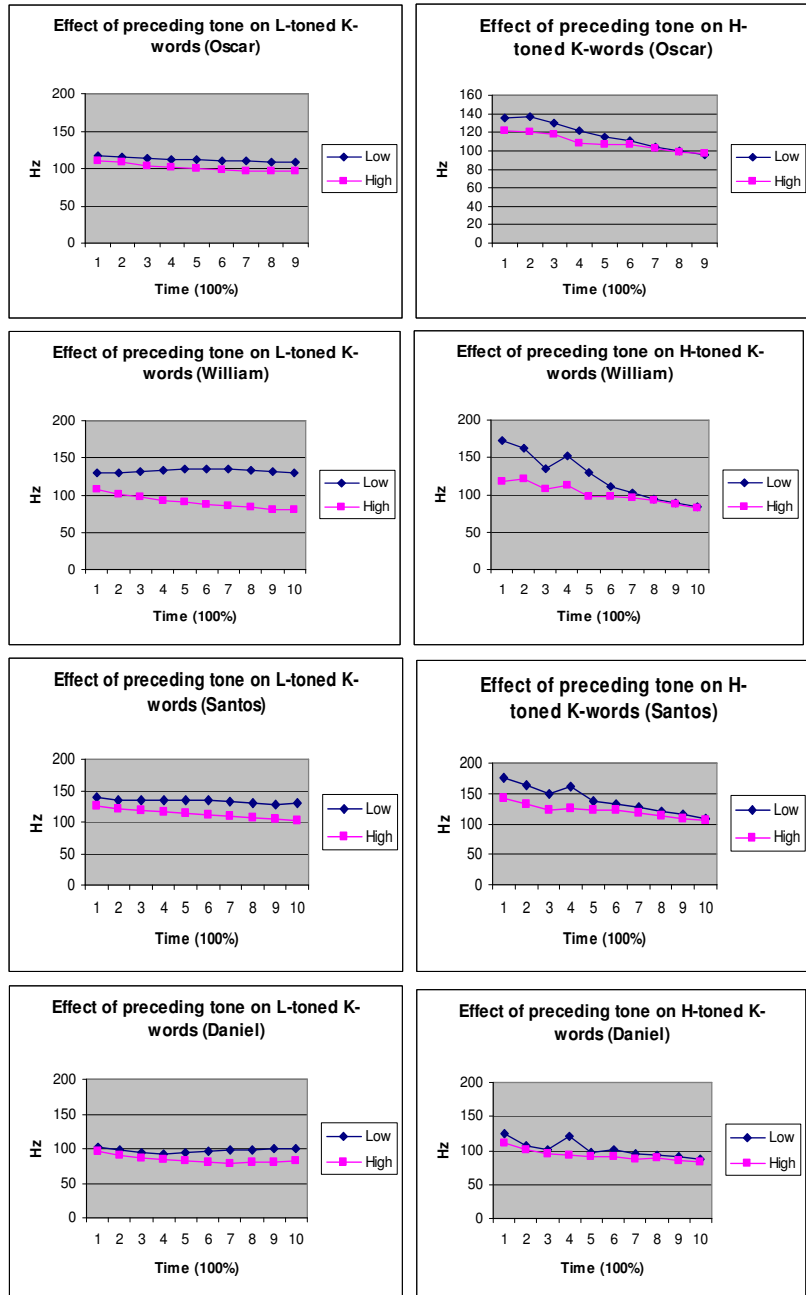 Effect of preceding tone on L-toned K-
words (Oscar)
200
150
100
50
0
Hz
1 2 3 4 5 6 7 8 9
Time (100%)
Low
High
Effect of preceding tone on H-
toned K-words (Oscar)
160
140
120
100
80
60
40
20
0
Hz
1 2 3 4 5 6 7 8 9
Time (100%)
Low
High
Effect of preceding tone on L-toned K-
words (William)
200
150
100
50
0
Hz
1 2 3 4 5 6 7 8 9 10
Time (100%)
Low
High
Effect of preceding tone on H-toned K-
words (William)
200
150
100
50
0
Hz
1 2 3 4 5 6 7 8 9 10
Time (100%)
Low
High
Effect of preceding tone on L-toned K-
words (Santos)
200
150
100
50
0
Hz
1 2 3 4 5 6 7 8 9 10
Time (100%)
Low
High
Effect of preceding tone on H-
toned K-words (Santos)
200
150
100
50
0
Hz
1 2 3 4 5 6 7 8 9 10
Time (100%)
Low
High
Effect of preceding tone on L-toned K-
words (Daniel)
200
150
100
50
0
Hz
1 2 3 4 5 6 7 8 9 10
Time (100%)
Low
High
Effect of preceding tone on H-toned K-
words (Daniel)
200
150
100
50
0
Hz
1 2 3 4 5 6 7 8 9 10
Time (100%)
Low
High